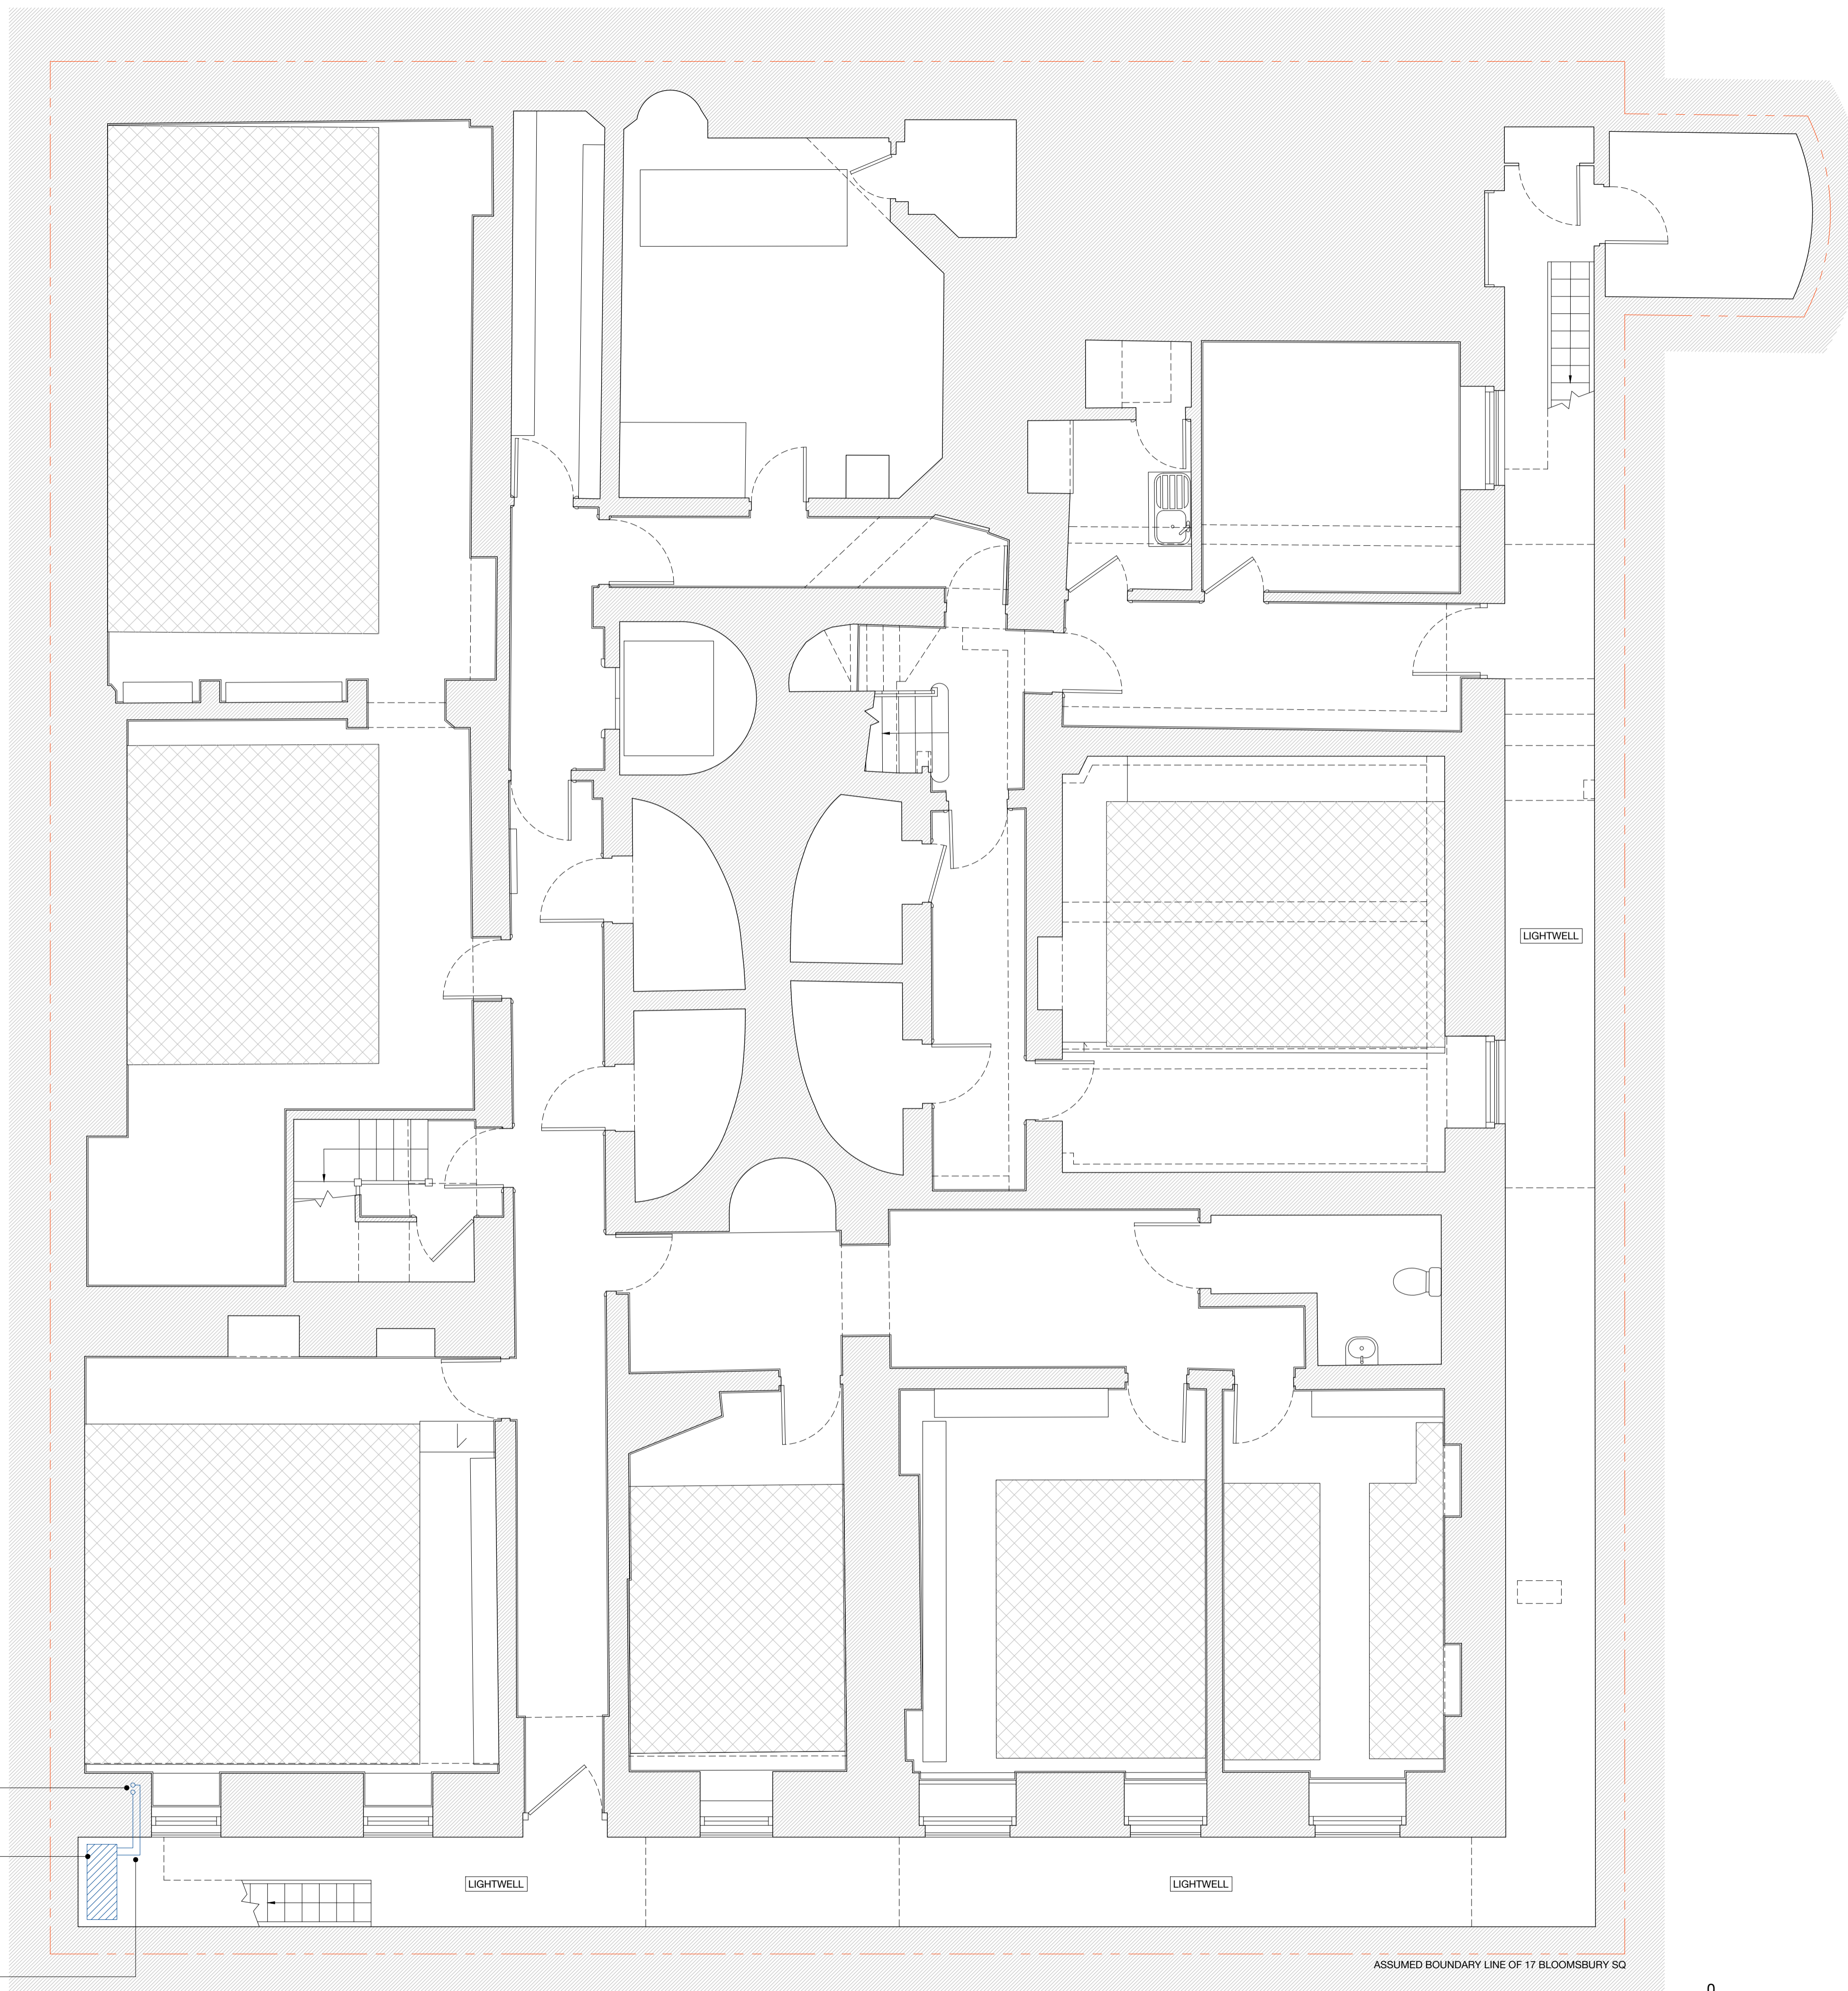 LIGHTWELL
LIGHTWELL
LIGHTWELL
ASSUMED BOUNDARY LINE OF 17 BLOOMSBURY SQ
0